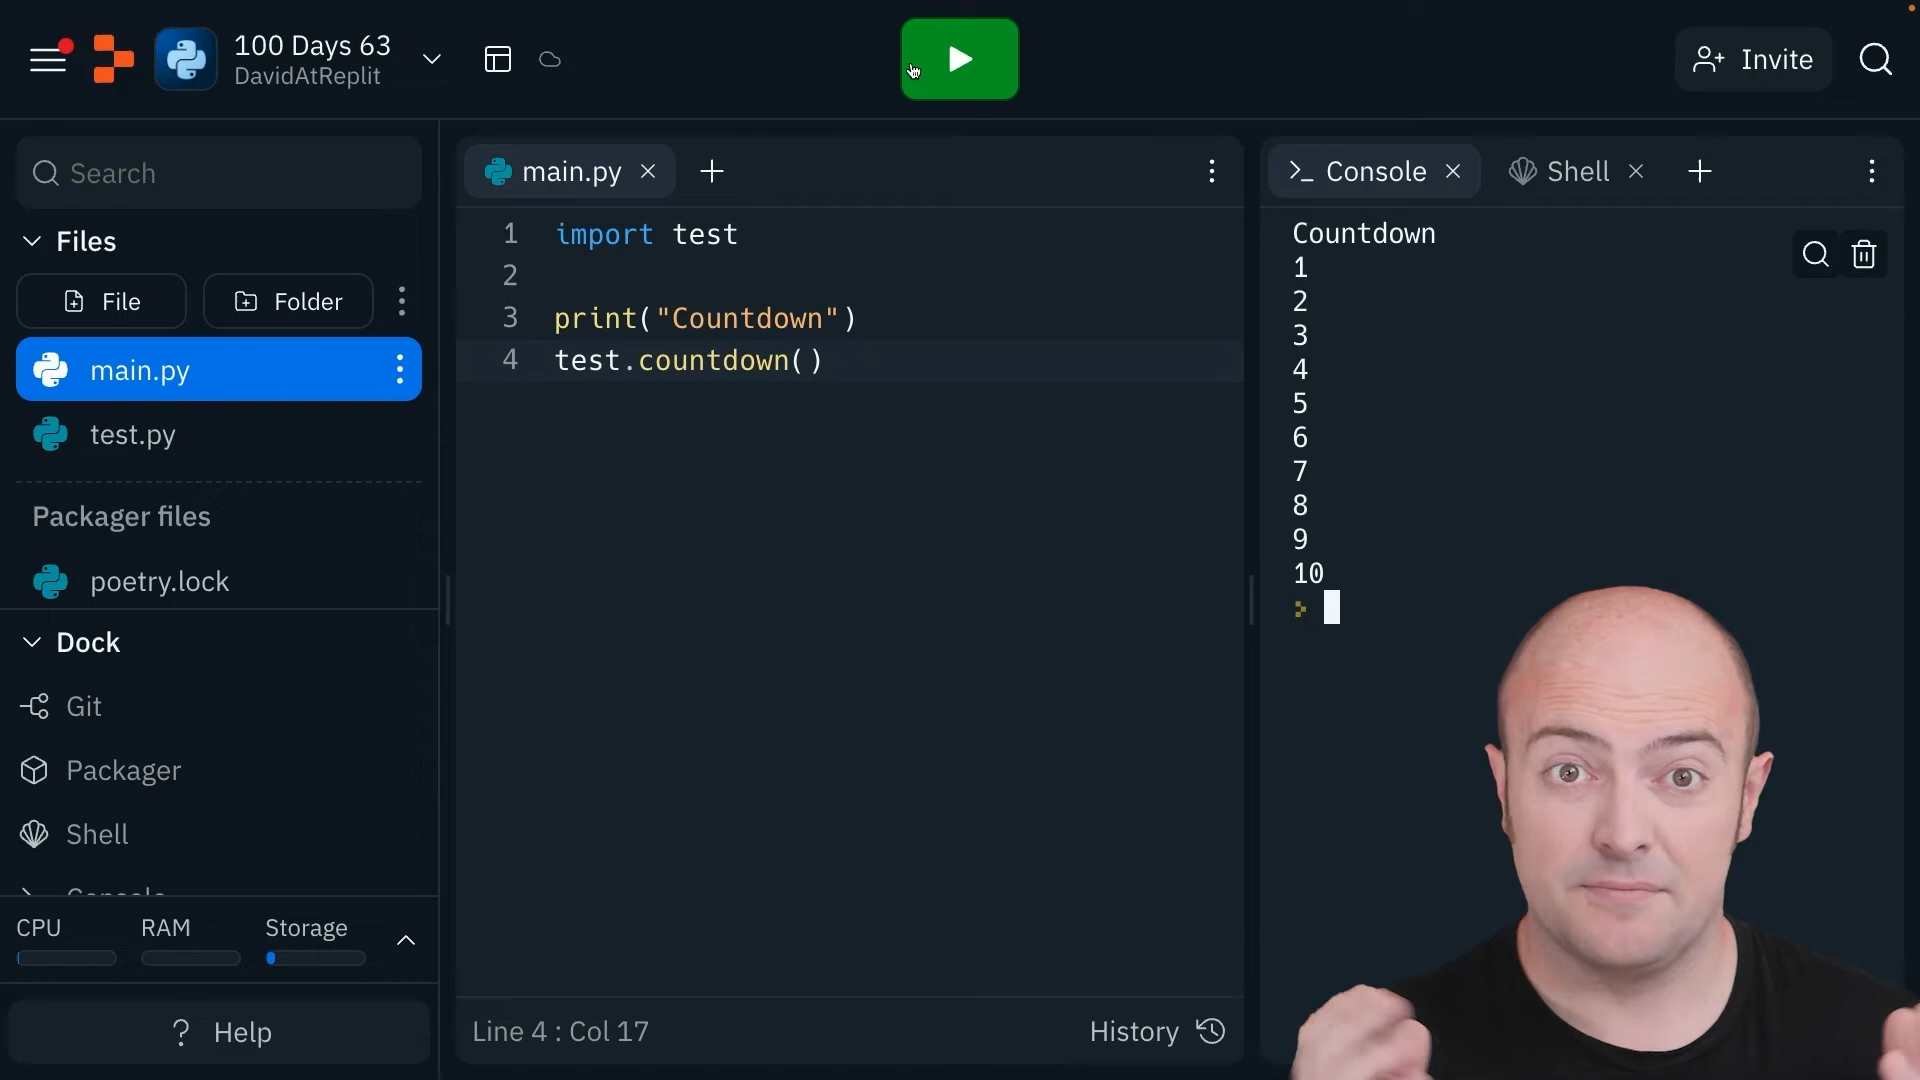 100 Days 63
DavidAtReplit
Invite
Search
Files
File
Folder
main.py
test.py
Packager files
poetry.lock
Dock
Git
Packager
Shell
Console
CPU
RAM
Storage
? Help
main.py
1 import test
2
3 print("Countdown")
4 test.countdown()
Line 4 : Col 17
History
Console
Shell
Countdown
1
2
3
4
5
6
7
8
9
10